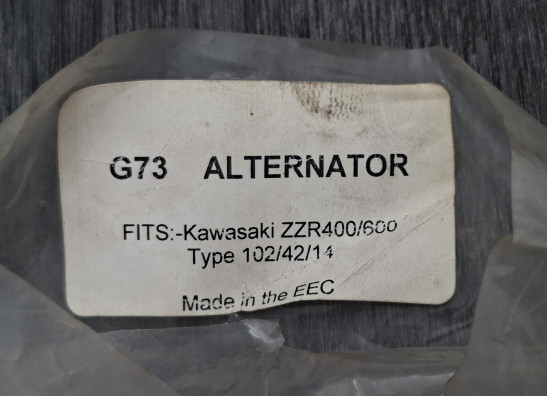 G73 ALTERNATOR
FITS:-Kawasaki ZZR400/600
Type 102/42/14
Made in the EEC